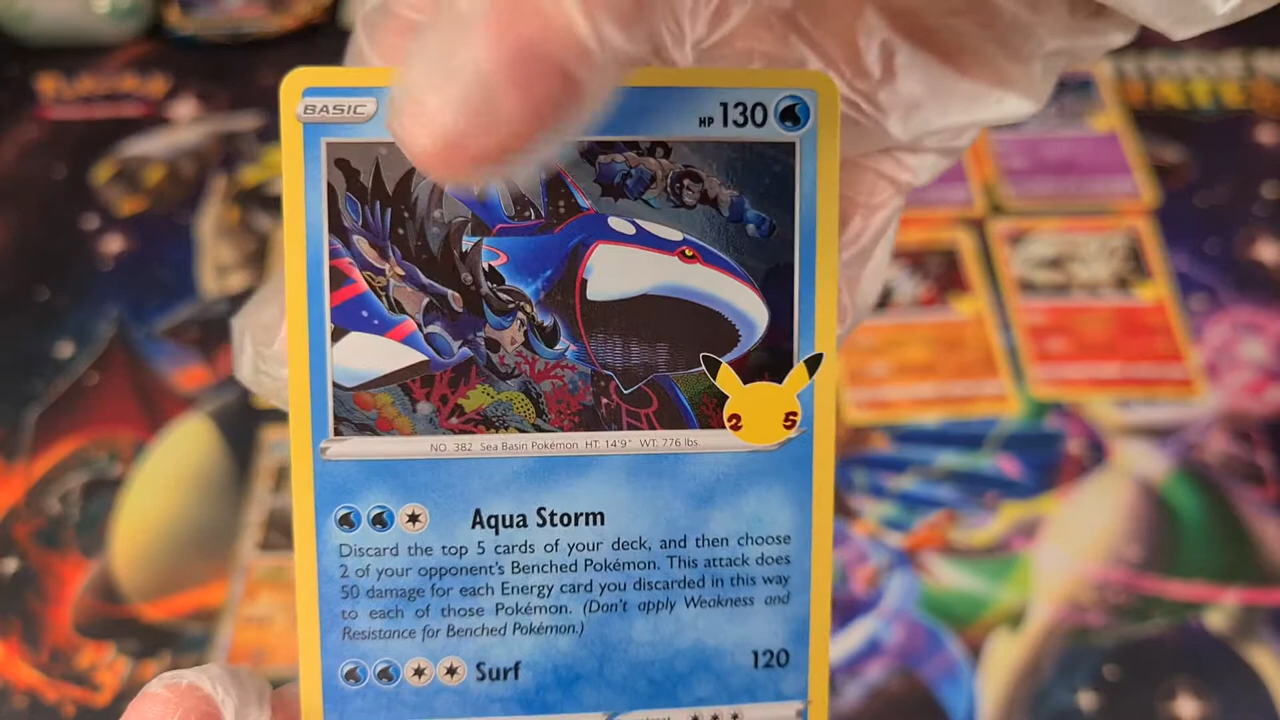 Pokémon
BASIC
HP 130
25
NO. 382 Sea Basin Pokémon HT: 14'9" WT: 776 lbs.
Aqua Storm
Discard the top 5 cards of your deck, and then choose
2 of your opponent's Benched Pokémon. This attack does
50 damage for each Energy card you discarded in this way
to each of those Pokémon. (Don't apply Weakness and
Resistance for Benched Pokémon.)
Surf 120